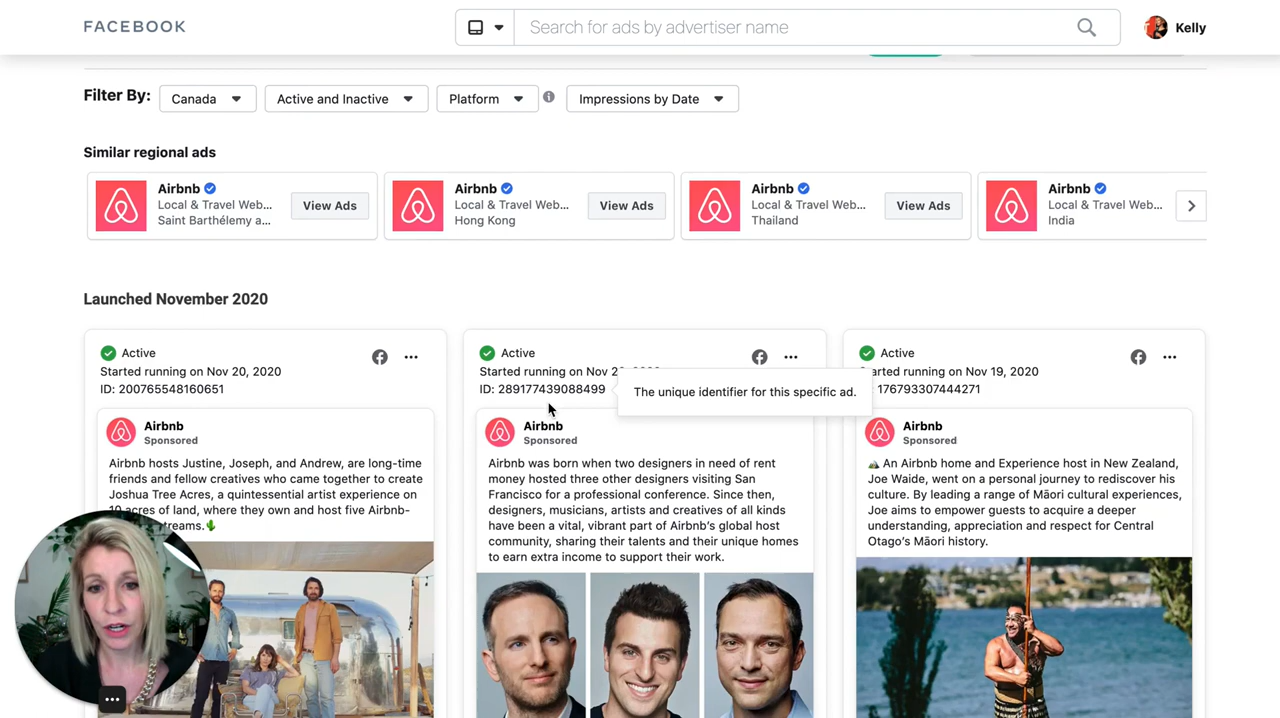 FACEBOOK
Search for ads by advertiser name
Kelly
Filter By:
Canada
Active and Inactive
Platform
Impressions by Date
Similar regional ads
Airbnb
Local & Travel Web...
Saint Barthélemy a...
View Ads
Airbnb
Local & Travel Web...
Hong Kong
View Ads
Airbnb
Local & Travel Web...
Thailand
View Ads
Airbnb
Local & Travel Web...
India
Launched November 2020
Active
Started running on Nov 20, 2020
ID: 200765548160651
Airbnb
Sponsored
Airbnb hosts Justine, Joseph, and Andrew, are long-time
friends and fellow creatives who came together to create
Joshua Tree Acres, a quintessential artist experience on
10 acres of land, where they own and host five Airbnb-
Active
Started running on Nov
ID: 289177439088499
The unique identifier for this specific ad.
Airbnb
Sponsored
Airbnb was born when two designers in need of rent
money hosted three other designers visiting San
Francisco for a professional conference. Since then,
designers, musicians, artists and creatives of all kinds
have been a vital, vibrant part of Airbnb's global host
community, sharing their talents and their unique homes
to earn extra income to support their work.
Active
Started running on Nov 19, 2020
176793307444271
Airbnb
Sponsored
An Airbnb home and Experience host in New Zealand,
Joe Waide, went on a personal journey to rediscover his
culture. By leading a range of Māori cultural experiences,
Joe aims to empower guests to acquire a deeper
understanding, appreciation and respect for Central
Otago's Māori history.